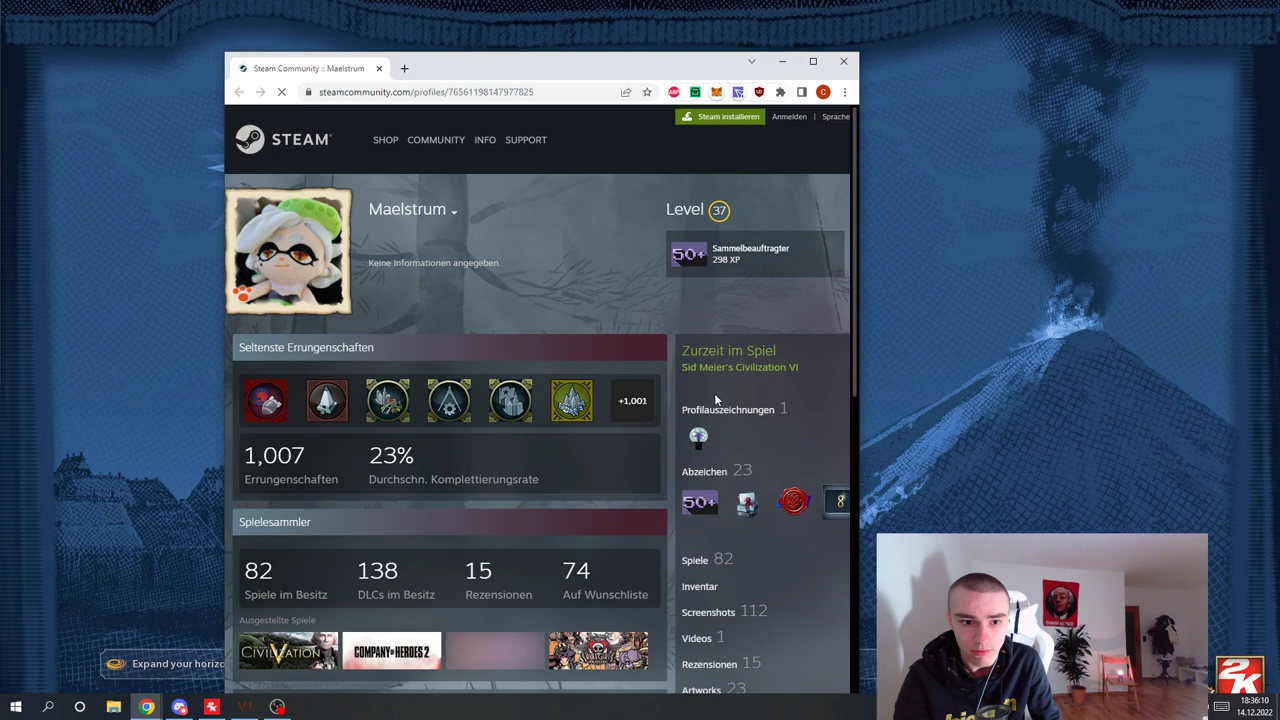 Steam Community :: Maelstrum
steamcommunity.com/profiles/76561198147977825
Steam installieren
Anmelden | Sprache
STEAM
SHOP COMMUNITY INFO SUPPORT
Maelstrum
Level 37
50+
Sammelbeauftragter
298 XP
Keine Informationen angegeben.
Seltenste Errungenschaften
+1,001
1,007
Errungenschaften
23%
Durchschn. Komplettierungsrate
Zurzeit im Spiel
Sid Meier's Civilization VI
Profilauszeichnungen 1
Abzeichen 23
50+
8
Spielesammler
82
Spiele im Besitz
138
DLCs im Besitz
15
Rezensionen
74
Auf Wunschliste
Ausgestellte Spiele
CIVILIZATION V
COMPANY OF HEROES 2
Spiele 82
Inventar
Screenshots 112
Videos 1
Rezensionen 15
Artworks 23
Expand your horizo
2K
18:36:10
14.12.2022